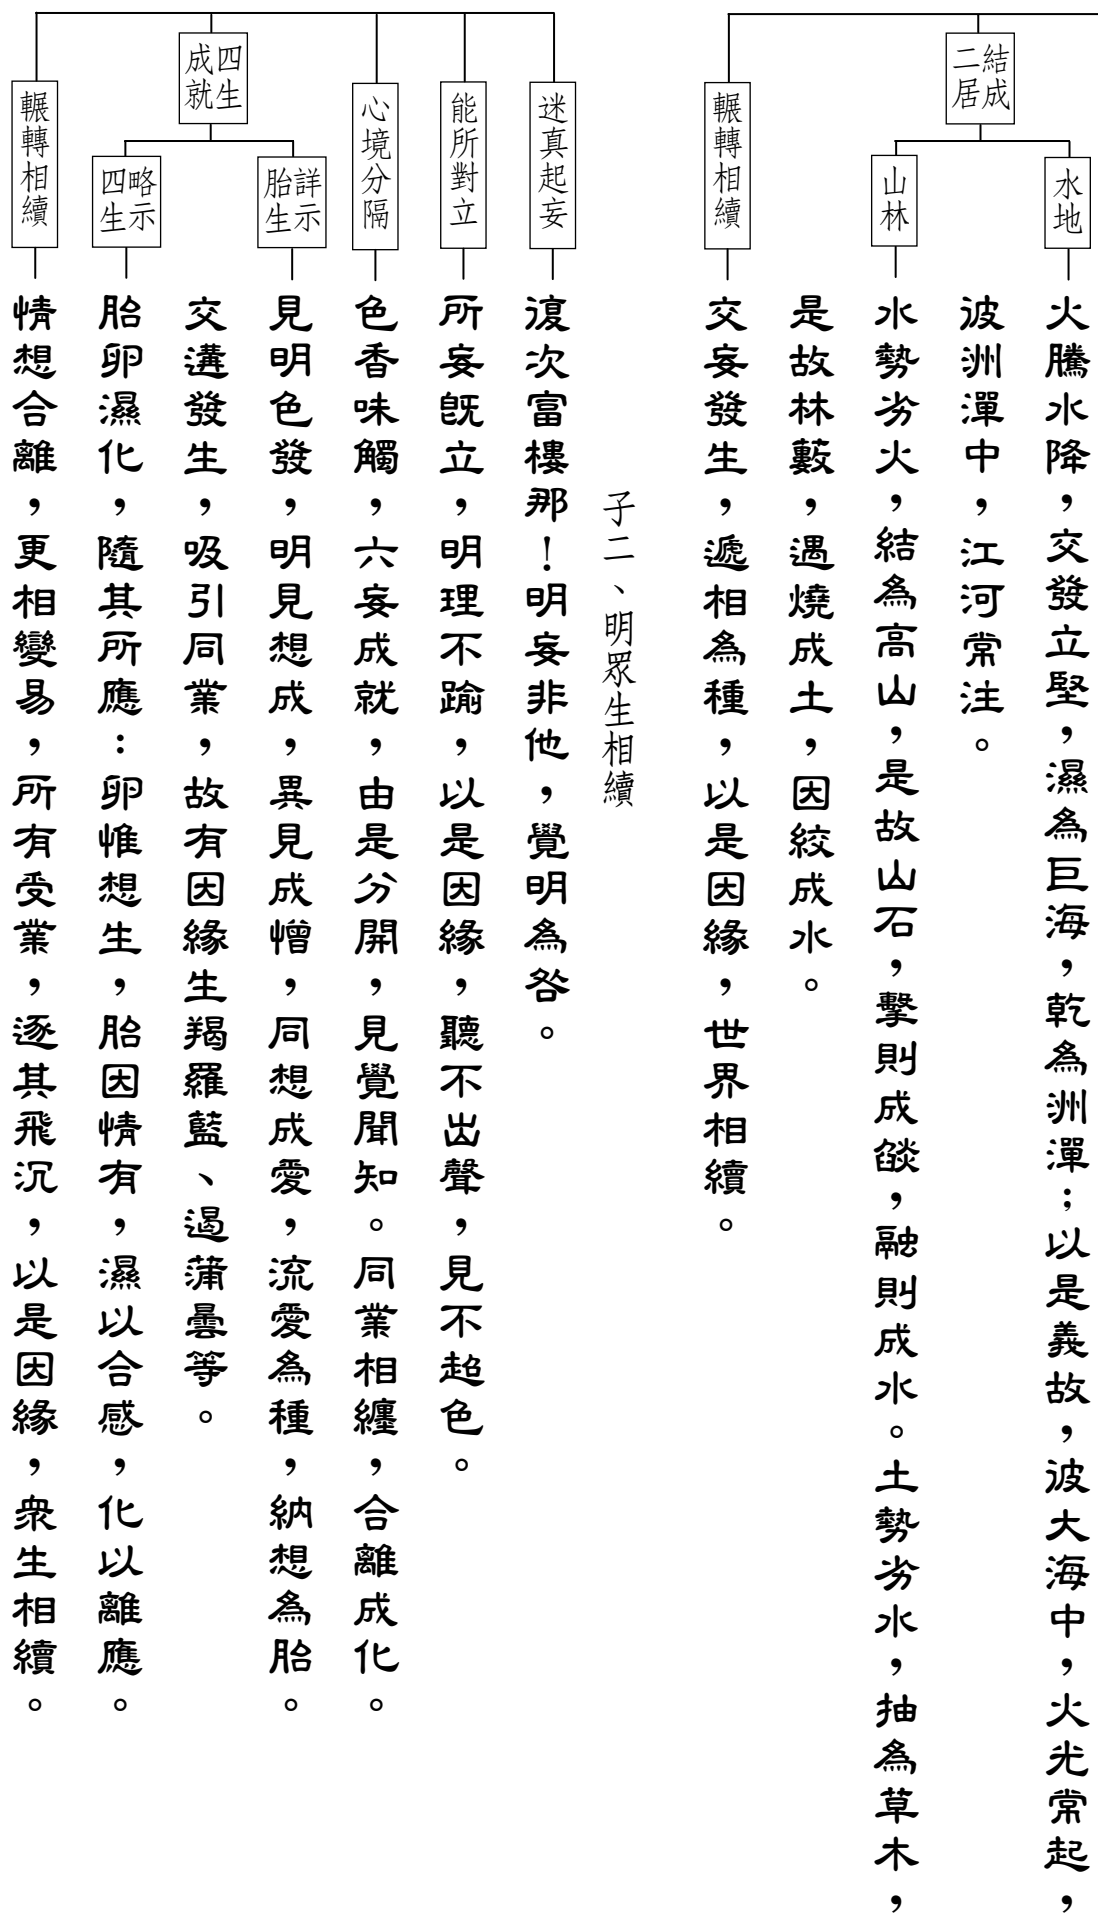 結成二居
水地
火騰水降，交發立堅，濕為巨海，乾為洲潬；以是義故，彼大海中，火光常起，
彼洲潬中，江河常注。
山林
水勢劣火，結為高山，是故山石，擊則成燄，融則成水。土勢劣水，抽為草木，
是故林藪，遇燒成土，因絞成水。
輾轉相續
交妄發生，遞相為種，以是因緣，世界相續。
子二、明眾生相續
迷真起妄
復次富樓那！明妄非他，覺明為咎。
能所對立
所妄既立，明理不踰，以是因緣，聽不出聲，見不超色。
心境分隔
色香味觸，六妄成就，由是分開，見覺聞知。同業相纏，合離成化。
四生成就
詳示胎生
見明色發，明見想成，異見成憎，同想成愛，流愛為種，納想為胎。
交遘發生，吸引同業，故有因緣生羯羅藍、遏蒲曇等。
略示四生
胎卵濕化，隨其所應：卵惟想生，胎因情有，濕以合感，化以離應。
輾轉相續
情想合離，更相變易，所有受業，逐其飛沉，以是因緣，眾生相續。